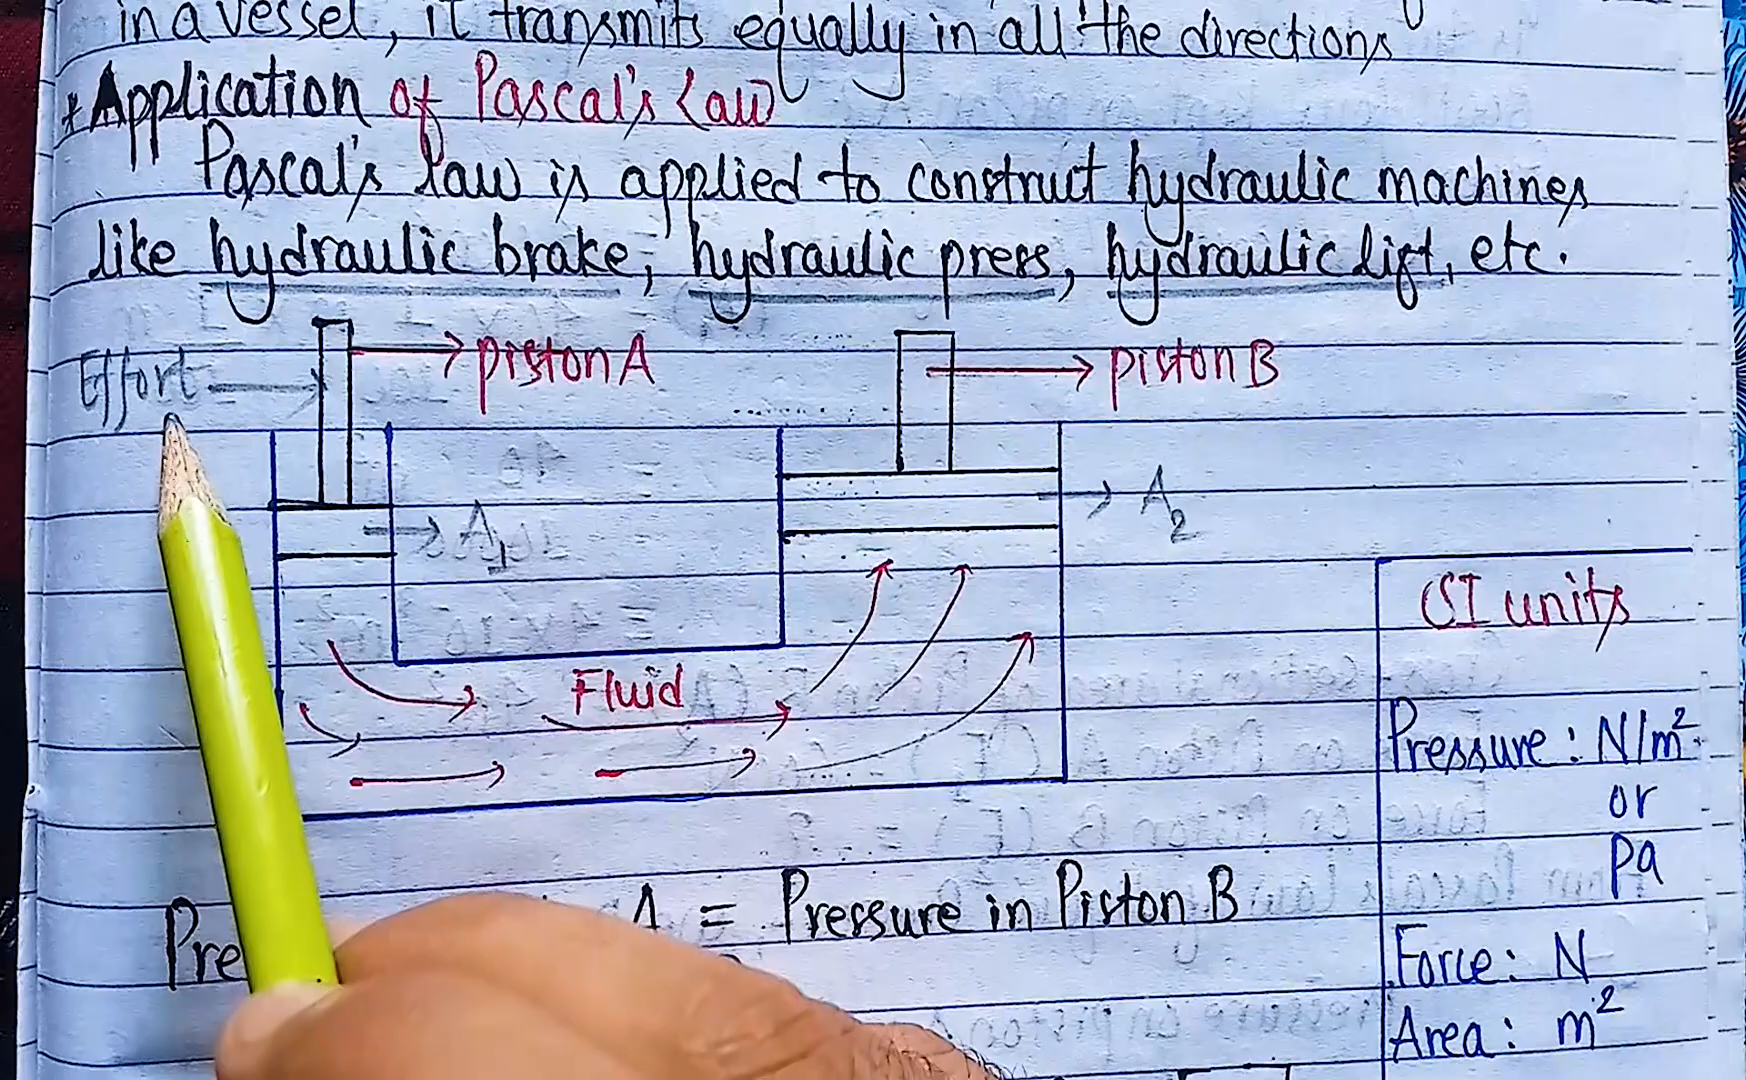 in a vessel, it transmits equally in all the directions
* Application of Pascal's Law
Pascal's law is applied to construct hydraulic machines
like hydraulic brake, hydraulic press, hydraulic lift, etc.
Effort
piston A
piston B
A1
A2
Fluid
SI units
Pressure: N/m²
or
pa
Force: N
Area: m²
Pre A = Pressure in Piston B